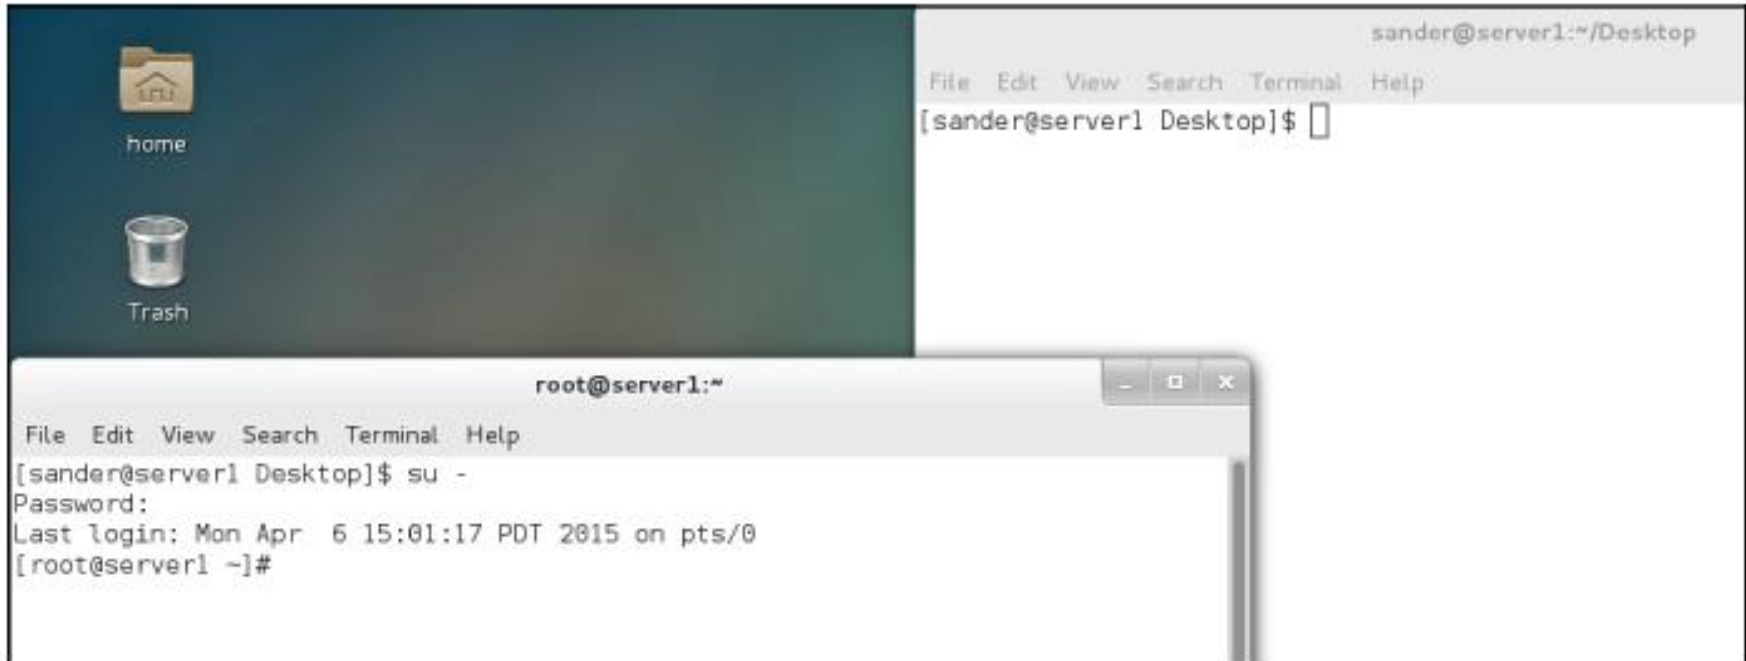 home
Trash
sander@server1:~/Desktop
File Edit View Search Terminal Help
[sander@server1 Desktop]$
root@server1:~
File Edit View Search Terminal Help
[sander@server1 Desktop]$ su -
Password:
Last login: Mon Apr  6 15:01:17 PDT 2015 on pts/0
[root@server1 ~]#